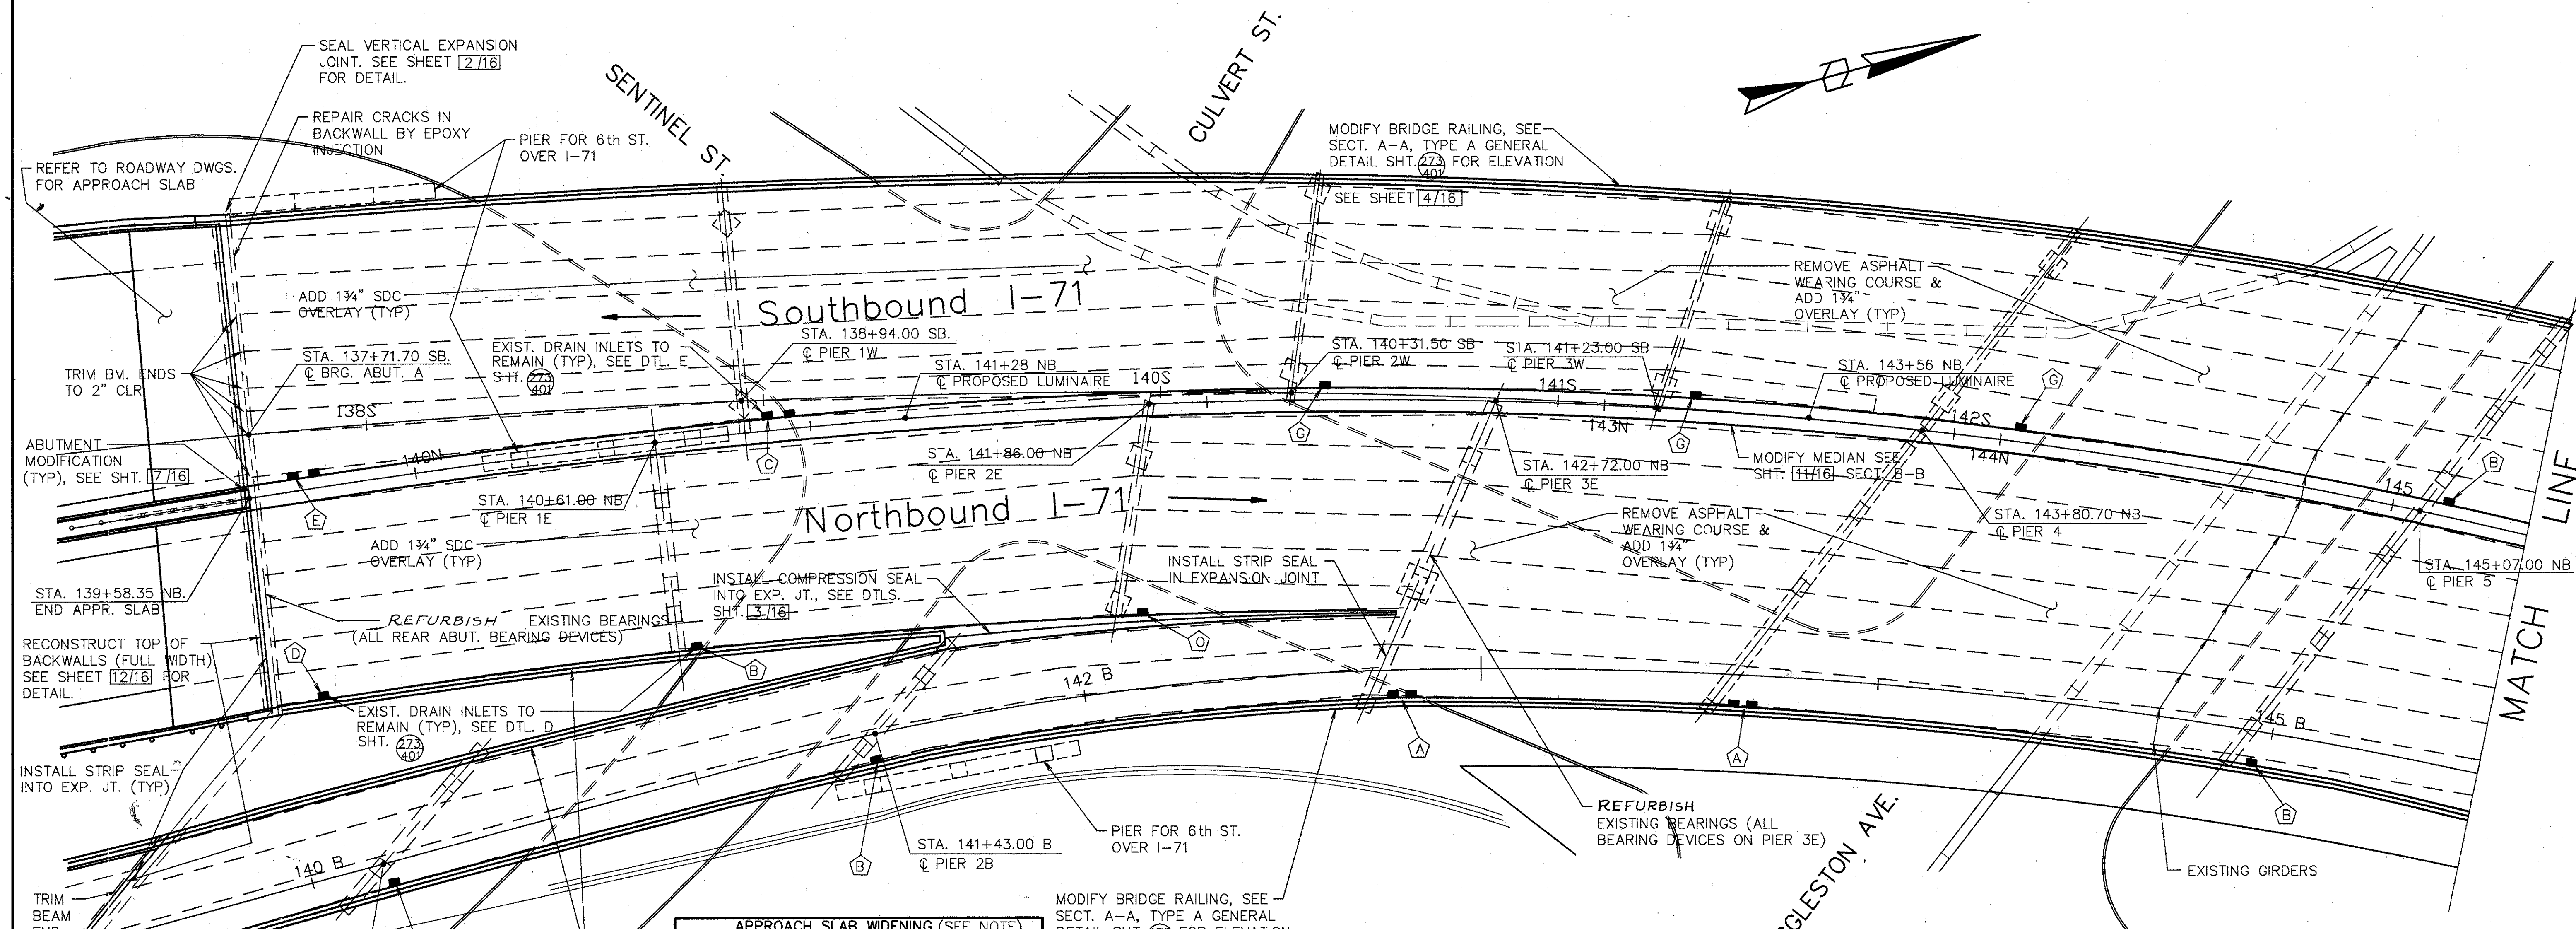 SEAL VERTICAL EXPANSION
JOINT. SEE SHEET 2/16
FOR DETAIL.
REPAIR CRACKS IN
BACKWALL BY EPOXY
INJECTION
PIER FOR 6th ST.
OVER I-71
REFER TO ROADWAY DWGS.
FOR APPROACH SLAB
SENTINEL ST.
CULVERT ST.
MODIFY BRIDGE RAILING, SEE
SECT. A-A, TYPE A GENERAL
DETAIL SHT. 273/401 FOR ELEVATION
SEE SHEET 4/16
REMOVE ASPHALT
WEARING COURSE &
ADD 1¾"
OVERLAY (TYP)
ADD 1¾" SDC
OVERLAY (TYP)
Southbound I-71
STA. 138+94.00 SB.
℄ PIER 1W
EXIST. DRAIN INLETS TO
REMAIN (TYP), SEE DTL. E
SHT. 273/401
STA. 137+71.70 SB.
℄ BRG. ABUT. A
TRIM BM. ENDS
TO 2" CLR
STA. 141+28 NB
℄ PROPOSED LUMINAIRE
140S
STA. 140+31.50 SB
℄ PIER 2W
STA. 141+23.00 SB
℄ PIER 3W
141S
STA. 143+56 NB
℄ PROPOSED LUMINAIRE
G
138S
142S
143N
144N
G
G
C
ABUTMENT
MODIFICATION
(TYP), SEE SHT. 7/16
140N
E
STA. 140+61.00 NB
℄ PIER 1E
STA. 141+86.00 NB
℄ PIER 2E
STA. 142+72.00 NB
℄ PIER 3E
MODIFY MEDIAN SEE
SHT. 11/16 SECT. B-B
145
B
STA. 143+80.70 NB
℄ PIER 4
Northbound I-71
REMOVE ASPHALT
WEARING COURSE &
ADD 1¾"
OVERLAY (TYP)
ADD 1¾" SDC
OVERLAY (TYP)
STA. 145+07.00 NB
℄ PIER 5
MATCH LINE
STA. 139+58.35 NB.
END APPR. SLAB
INSTALL COMPRESSION SEAL
INTO EXP. JT., SEE DTLS.
SHT. 3/16
INSTALL STRIP SEAL
IN EXPANSION JOINT
REFURBISH EXISTING BEARINGS
(ALL REAR ABUT. BEARING DEVICES)
RECONSTRUCT TOP OF
BACKWALLS (FULL WIDTH)
SEE SHEET 12/16 FOR
DETAIL.
D
B
O
142 B
EXIST. DRAIN INLETS TO
REMAIN (TYP), SEE DTL. D
SHT. 273/401
A
A
145 B
B
INSTALL STRIP SEAL
INTO EXP. JT. (TYP)
REFURBISH
EXISTING BEARINGS (ALL
BEARING DEVICES ON PIER 3E)
PIER FOR 6th ST.
OVER I-71
STA. 141+43.00 B
℄ PIER 2B
B
140 B
EXISTING GIRDERS
GGLESTON AVE.
TRIM
BEAM
END
APPROACH SLAB WIDENING (SEE NOTE)
MODIFY BRIDGE RAILING, SEE
SECT. A-A, TYPE A GENERAL
DETAIL SHT. FOR ELEVATION